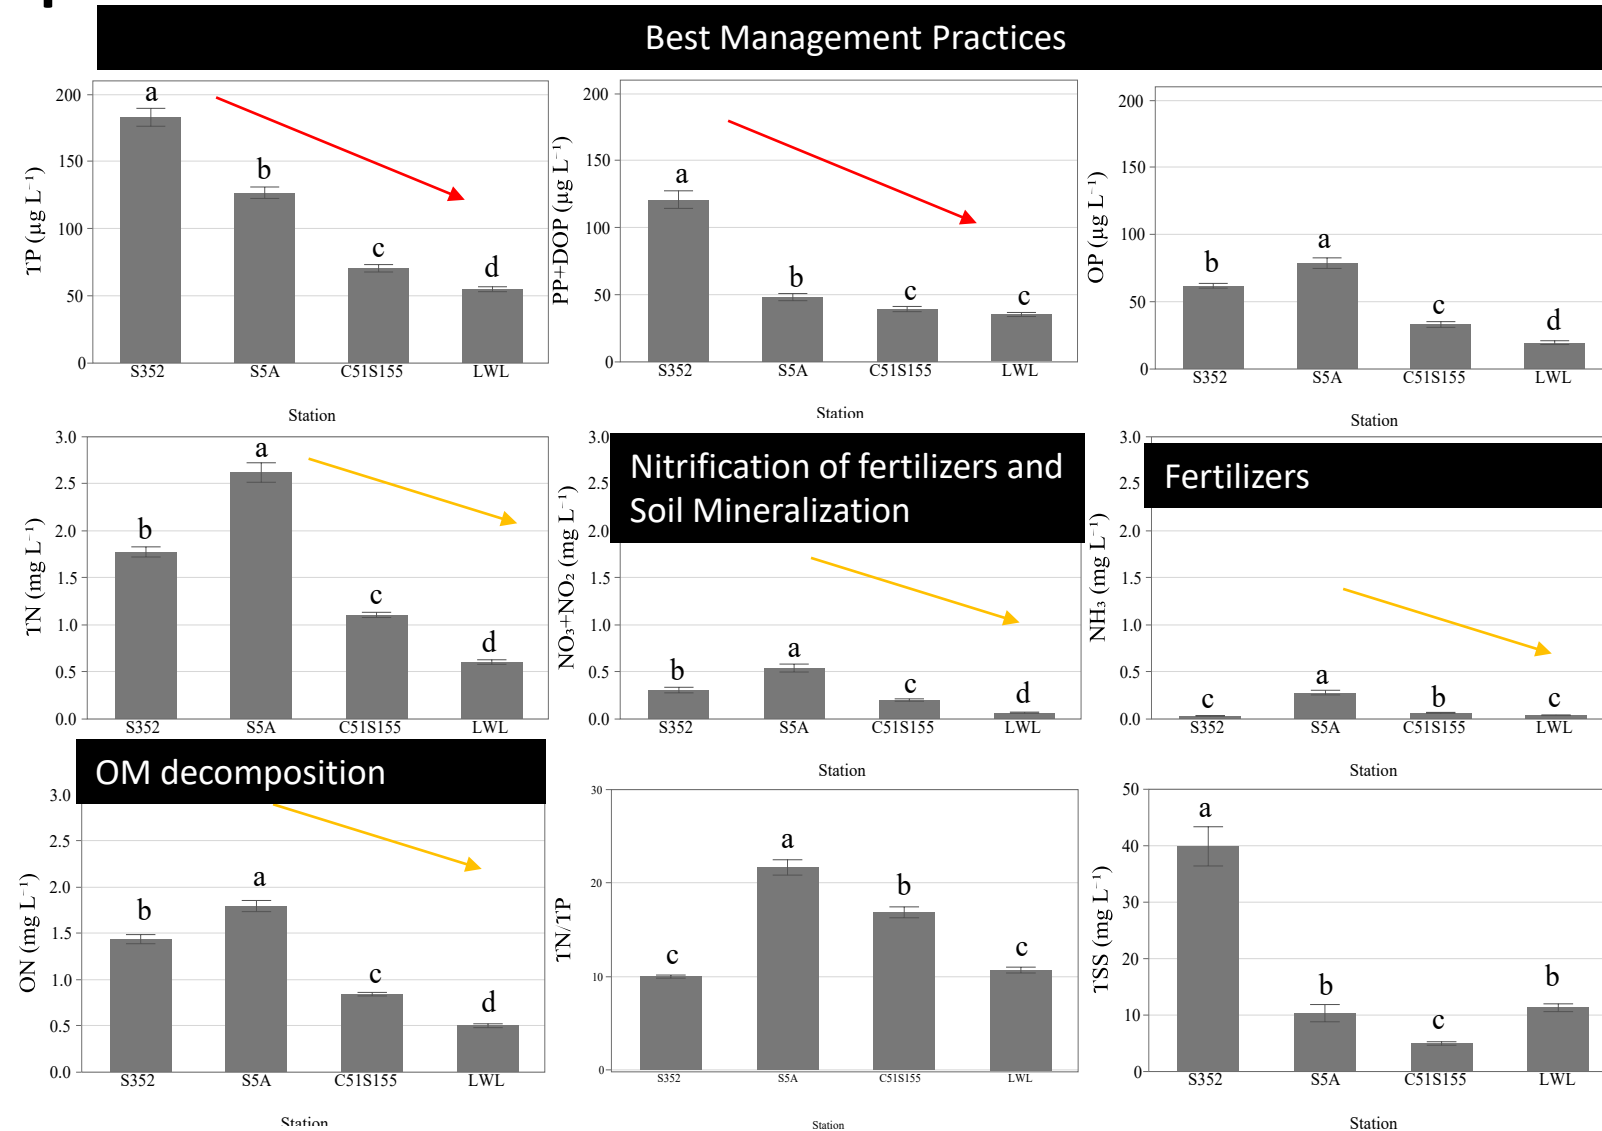 Best Management Practices
TP (µg L⁻¹)
200
150
100
50
0
a
b
c
d
S352 S5A C51S155 LWL
Station
PP+DOP (µg L⁻¹)
200
150
100
50
0
a
b
c
c
S352 S5A C51S155 LWL
Station
OP (µg L⁻¹)
200
150
100
50
0
b
a
c
d
S352 S5A C51S155 LWL
Station
TN (mg L⁻¹)
3.0
2.5
2.0
1.5
1.0
0.5
0.0
b
a
c
d
S352 S5A C51S155 LWL
Nitrification of fertilizers and
Soil Mineralization
NO₃+NO₂ (mg L⁻¹)
3.0
2.5
2.0
1.5
1.0
0.5
0.0
b
a
c
d
S352 S5A C51S155 LWL
Station
Fertilizers
NH₃ (mg L⁻¹)
3.0
2.5
2.0
1.5
1.0
0.5
0.0
c
a
b
c
S352 S5A C51S155 LWL
Station
OM decomposition
ON (mg L⁻¹)
3.0
2.5
2.0
1.5
1.0
0.5
0.0
b
a
c
d
S352 S5A C51S155 LWL
Station
TN/TP
30
20
10
0
c
a
b
c
S352 S5A C51S155 LWL
Station
TSS (mg L⁻¹)
50
40
30
20
10
0
a
b
c
b
S352 S5A C51S155 LWL
Station